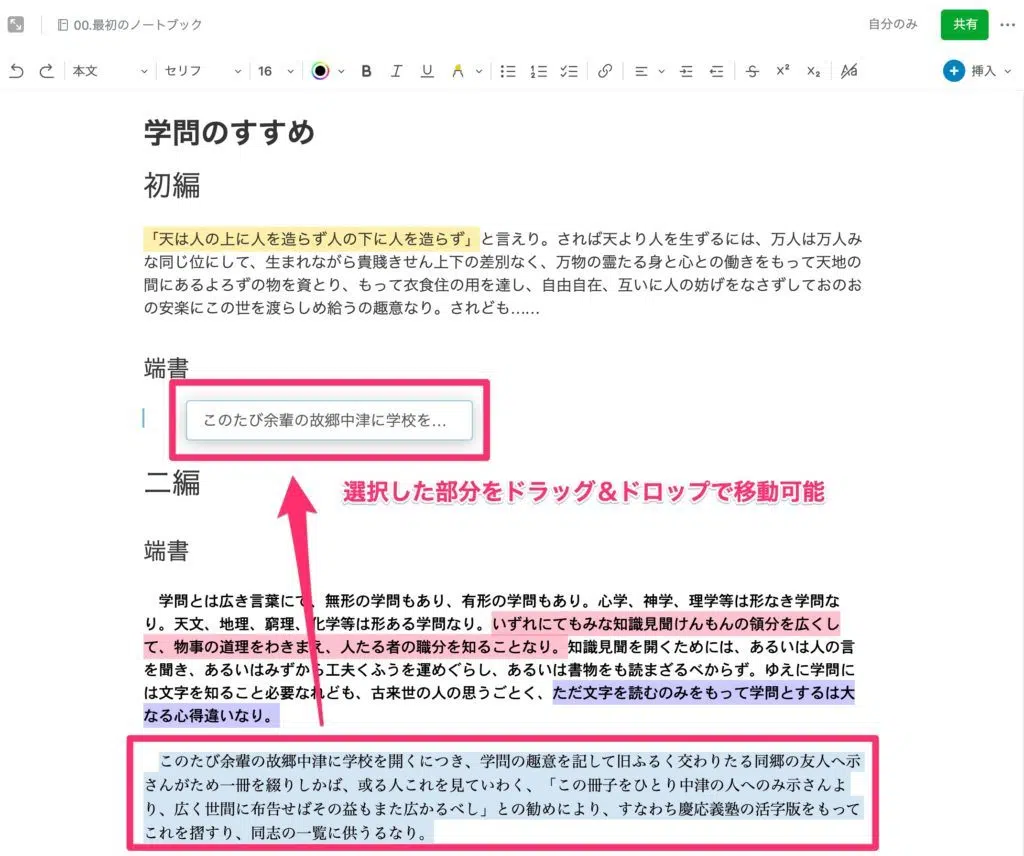 00.最初のノートブック
自分のみ
共有
本文
セリフ
16
B
I
U
A
S
x²
x₂
挿入
学問のすすめ
初編
「天は人の上に人を造らず人の下に人を造らず」と言えり。されば天より人を生ずるには、万人は万人み
な同じ位にして、生まれながら貴賤きせん上下の差別なく、万物の霊たる身と心との働きをもって天地の
間にあるよろずの物を資とり、もって衣食住の用を達し、自由自在、互いに人の妨げをなさずしておのお
の安楽にこの世を渡らしめ給うの趣意なり。されども……
端書
このたび余輩の故郷中津に学校を…
二編
選択した部分をドラッグ&ドロップで移動可能
端書
学問とは広き言葉にて、無形の学問もあり、有形の学問もあり。心学、神学、理学等は形なき学問な
り。天文、地理、窮理、化学等は形ある学問なり。いずれにてもみな知識見聞けんもんの領分を広くし
て、物事の道理をわきまえ、人たる者の職分を知ることなり。知識見聞を開くためには、あるいは人の言
を聞き、あるいはみずから工夫くふうを運めぐらし、あるいは書物をも読まざるべからず。ゆえに学問に
は文字を知ること必要なれども、古来世の人の思うごとく、ただ文字を読むのみをもって学問とするは大
なる心得違いなり。
このたび余輩の故郷中津に学校を開くにつき、学問の趣意を記して旧ふるく交わりたる同郷の友人へ示
さんがため一冊を綴りしかば、或る人これを見ていわく、「この冊子をひとり中津の人へのみ示さんよ
り、広く世間に布告せばその益もまた広かるべし」との勧めにより、すなわち慶応義塾の活字版をもって
これを摺すり、同志の一覧に供うるなり。